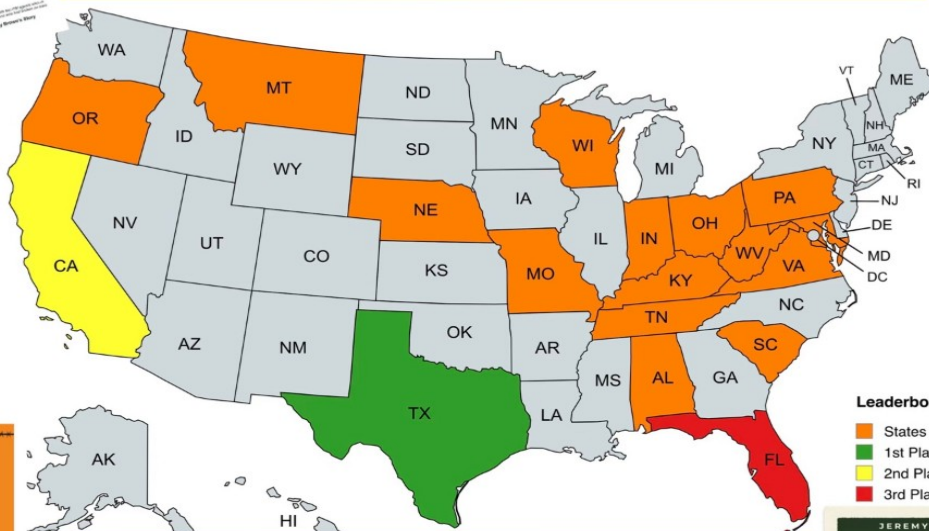 WA
MT
ND
MN
VT
ME
OR
ID
SD
WI
NH
NY
MA
WY
MI
CT
RI
IA
NE
PA
NJ
NV
DE
UT
IL
IN
OH
CO
WV
MD
CA
KS
MO
KY
VA
DC
NC
TN
AZ
NM
OK
AR
SC
MS
AL
GA
TX
LA
Leaderbo
States
AK
FL
1st Pla
2nd Pla
3rd Pla
HI
JEREMY